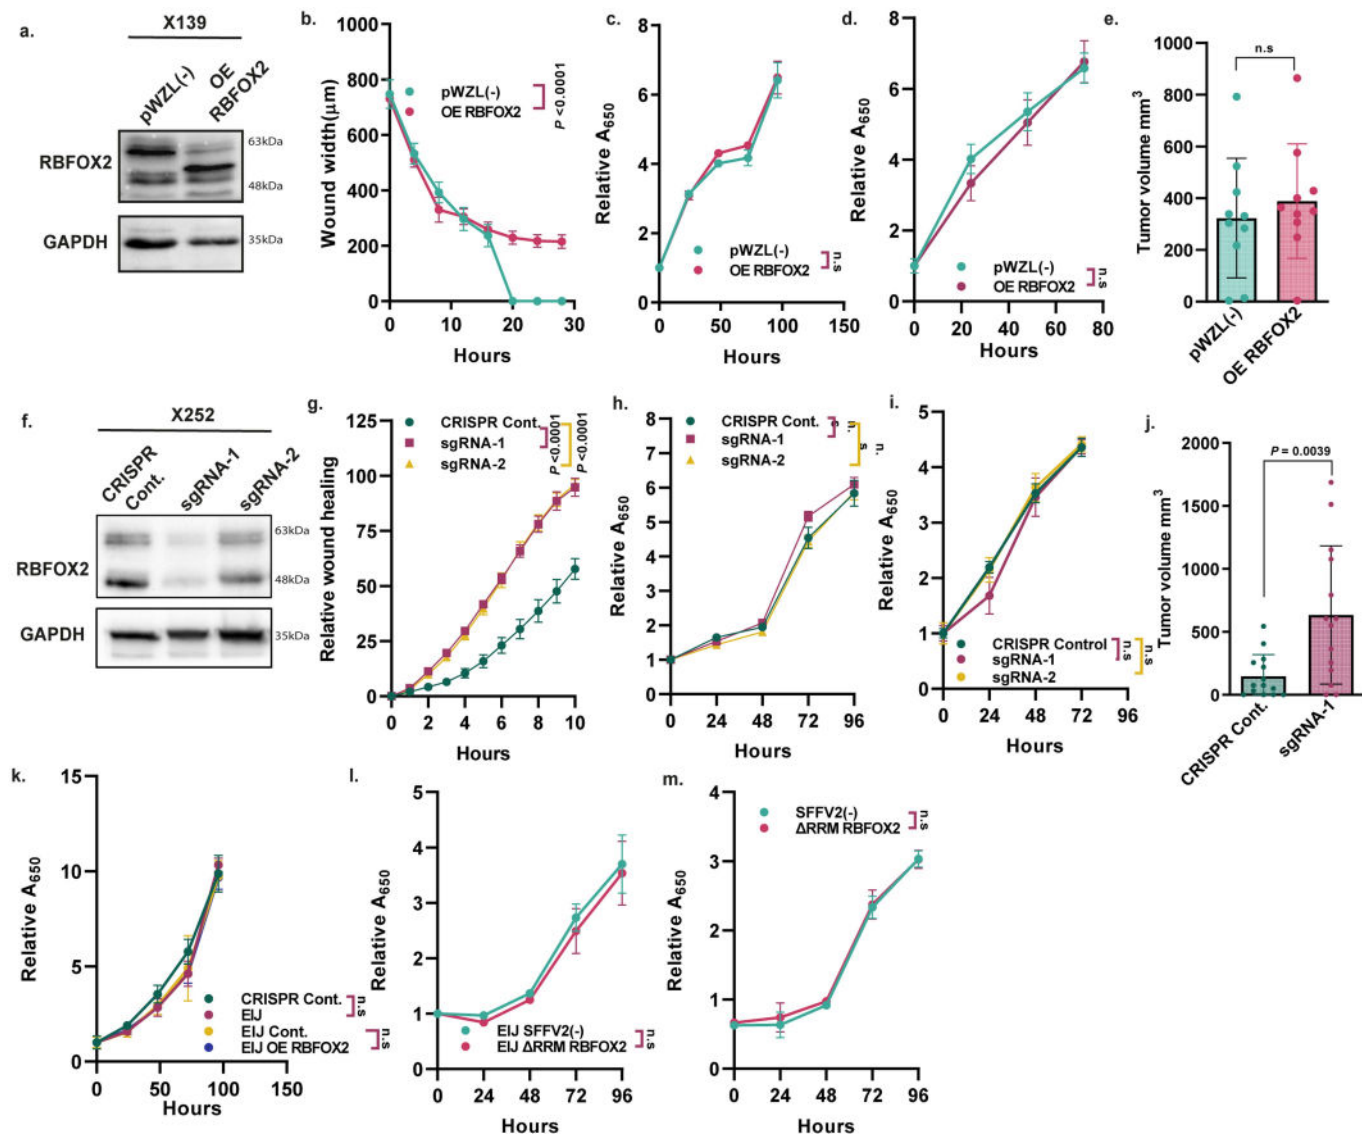 a.
X139
pWZL(-)
OE
RBFOX2
RBFOX2
63kDa
48kDa
GAPDH
35kDa
b.
1000
800
600
400
200
0
Wound width(μm)
pWZL(-)
OE RBFOX2
P <0.0001
0
10
20
30
Hours
c.
8
6
4
2
0
Relative A650
pWZL(-)
OE RBFOX2
n.s
0
50
100
150
Hours
d.
8
6
4
2
0
Relative A650
pWZL(-)
OE RBFOX2
n.s
0
20
40
60
80
Hours
e.
1000
800
600
400
200
0
Tumor volume mm3
n.s
pWZL(-)
OE RBFOX2
f.
X252
CRISPR
Cont.
sgRNA-1
sgRNA-2
RBFOX2
63kDa
48kDa
GAPDH
35kDa
g.
125
100
75
50
25
0
Relative wound healing
CRISPR Cont.
sgRNA-1
sgRNA-2
P <0.0001
P <0.0001
0
2
4
6
8
10
Hours
h.
8
7
6
5
4
3
2
1
0
Relative A650
CRISPR Cont.
sgRNA-1
sgRNA-2
n.
s
n.
s
0
24
48
72
96
Hours
i.
5
4
3
2
1
0
Relative A650
CRISPR Control
sgRNA-1
sgRNA-2
n.s
n.s
0
24
48
72
96
Hours
j.
2000
1500
1000
500
0
Tumor volume mm3
P = 0.0039
CRISPR Cont.
sgRNA-1
k.
15
10
5
0
Relative A650
CRISPR Cont.
EIJ
EIJ Cont.
EIJ OE RBFOX2
n.s
n.s
0
50
100
150
Hours
l.
5
4
3
2
1
0
Relative A650
EIJ SFFV2(-)
EIJ ΔRRM RBFOX2
n.s
0
24
48
72
96
Hours
m.
4
3
2
1
0
Relative A650
SFFV2(-)
ΔRRM RBFOX2
n.s
0
24
48
72
96
Hours